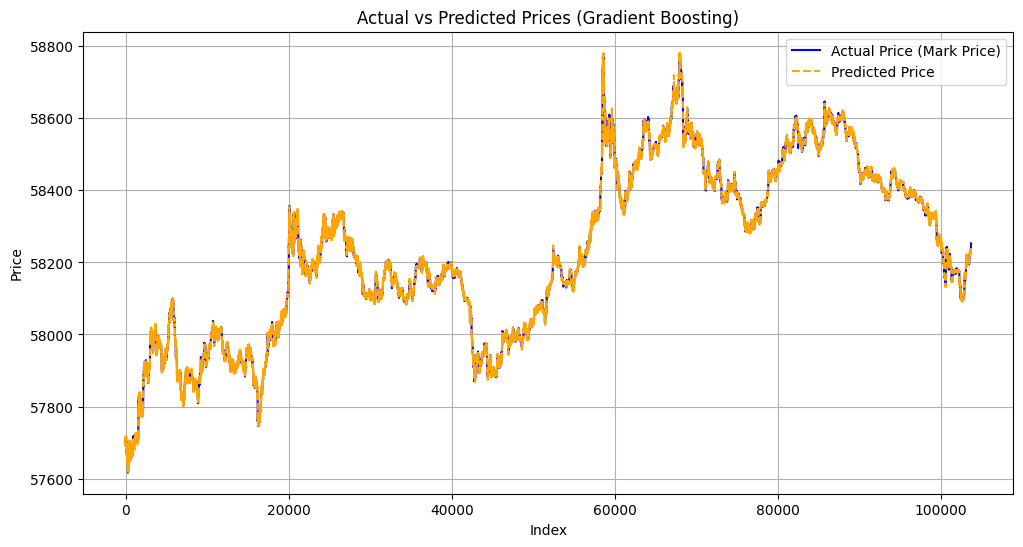 Actual vs Predicted Prices (Gradient Boosting)
Actual Price (Mark Price)
Predicted Price
58800
58600
58400
58200
58000
57800
57600
Price
0 20000 40000 60000 80000 100000
Index